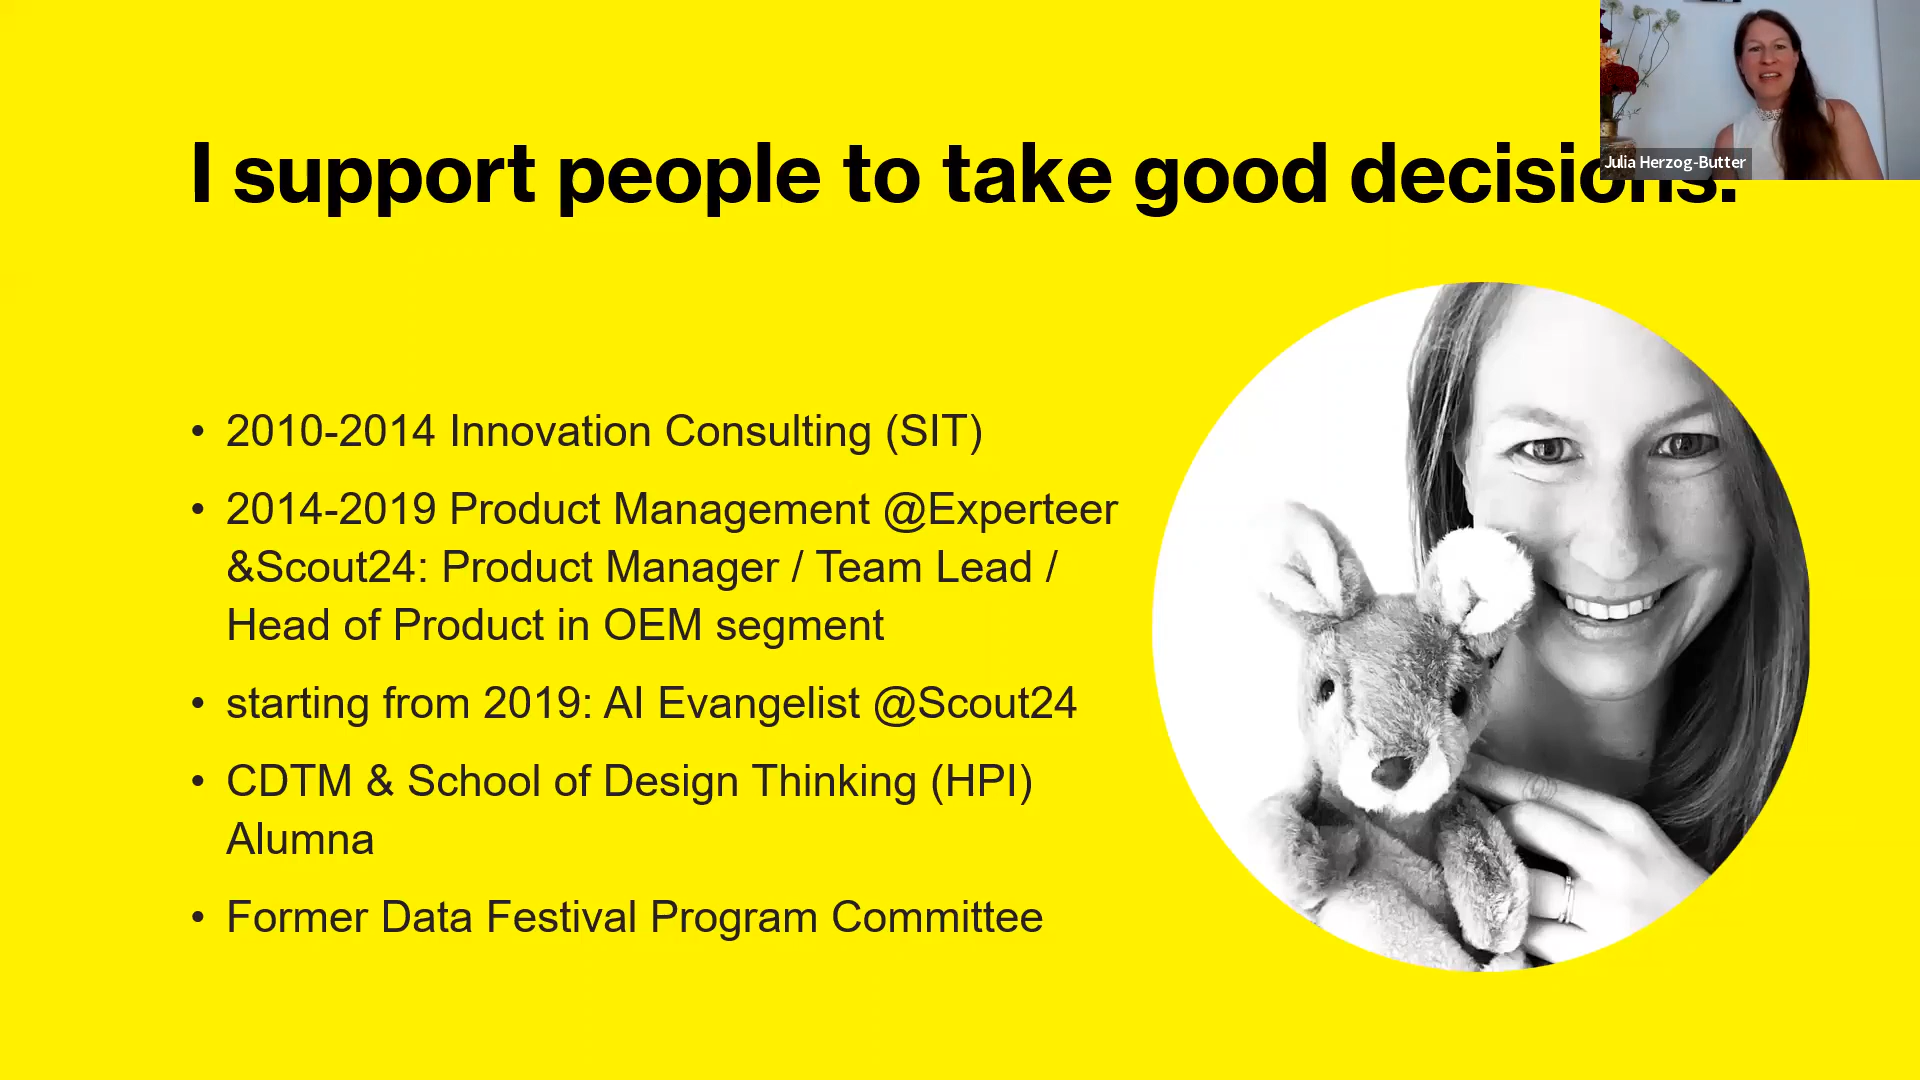 I support people to take good decisions.
Julia Herzog-Butter
• 2010-2014 Innovation Consulting (SIT)
• 2014-2019 Product Management @Experteer
&Scout24: Product Manager / Team Lead /
Head of Product in OEM segment
• starting from 2019: AI Evangelist @Scout24
• CDTM & School of Design Thinking (HPI)
Alumna
• Former Data Festival Program Committee